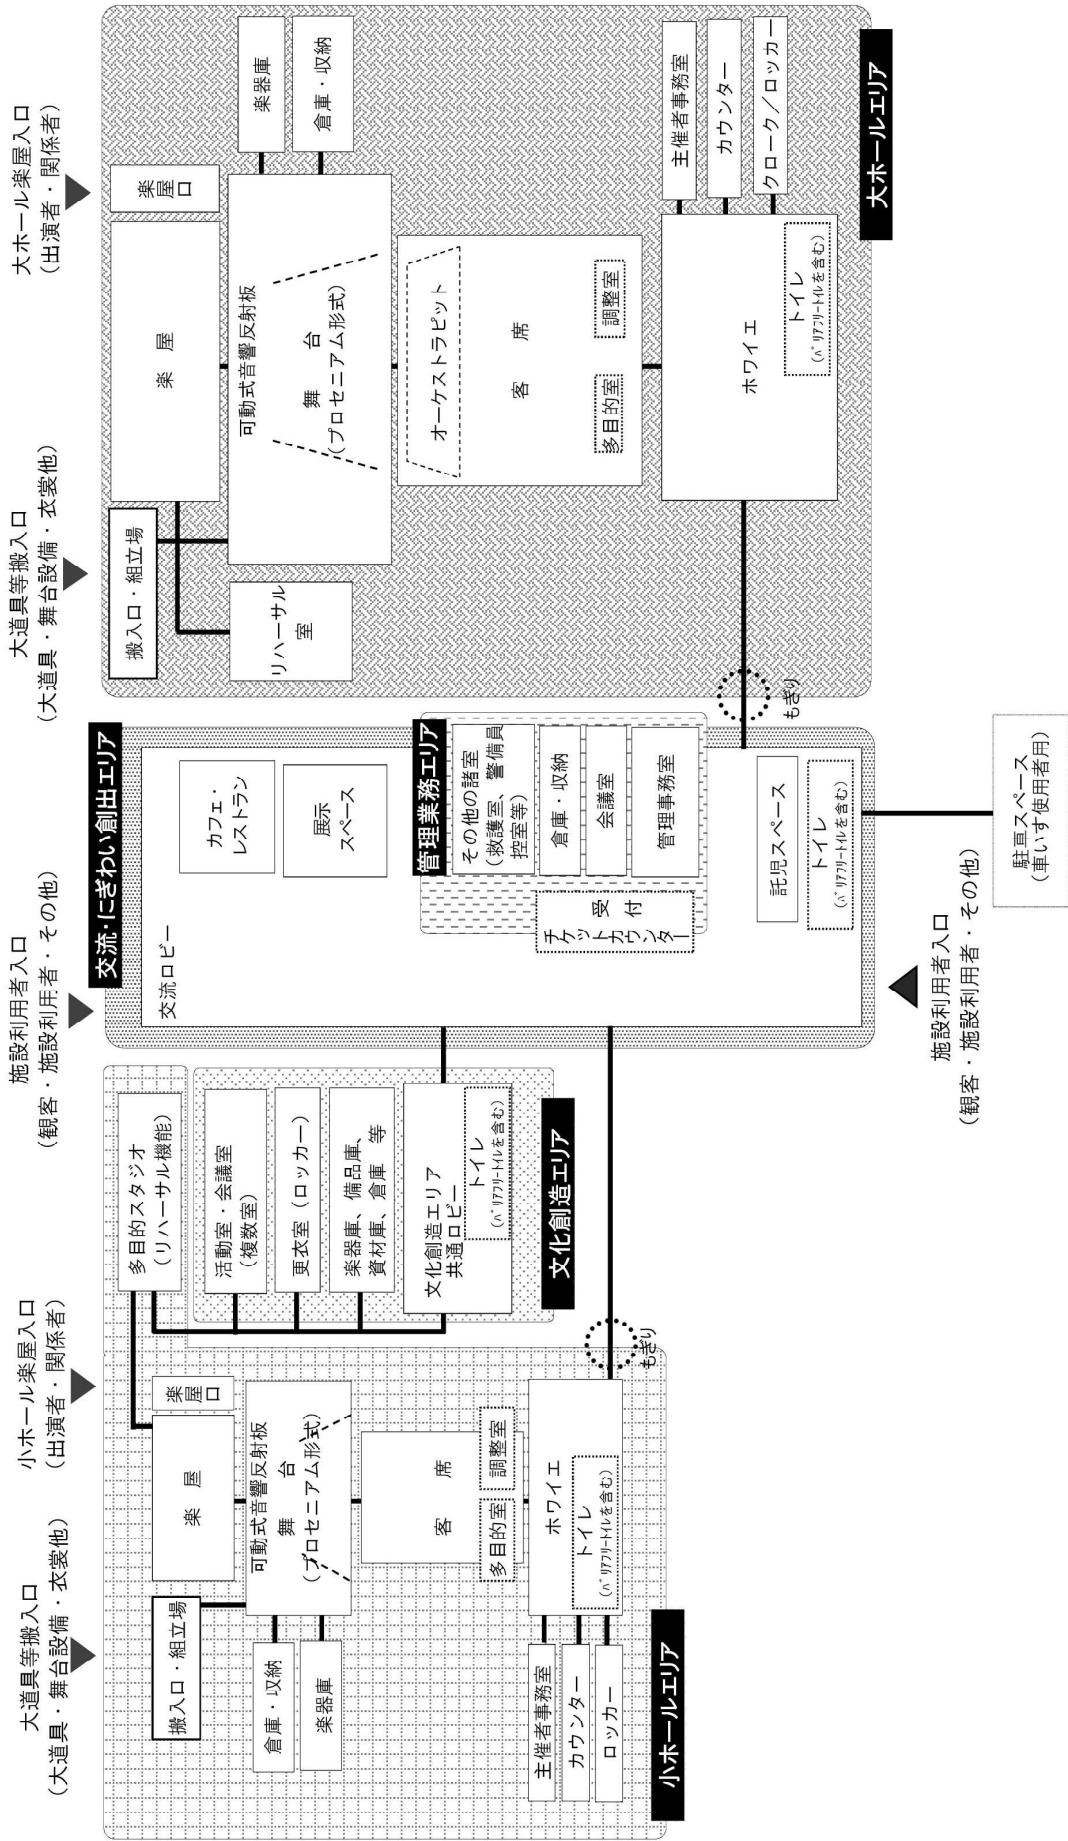 大道具等搬入口
（大道具・舞台設備・衣裳他）
小ホール楽屋入口
（出演者・関係者）
施設利用者入口
（観客・施設利用者・その他）
大道具等搬入口
（大道具・舞台設備・衣裳他）
大ホール楽屋入口
（出演者・関係者）
搬入口・組立場
楽　屋
楽屋口
可動式音響反射板
舞　台
（プロセニアム形式）
倉庫・収納
楽器庫
客　席
多目的室
調整室
ホワイエ
トイレ
（ﾊﾞﾘｱﾌﾘｰﾄｲﾚを含む）
主催者事務室
カウンター
ロッカー
小ホールエリア
もぎり
多目的スタジオ
（リハーサル機能）
活動室・会議室
（複数室）
更衣室（ロッカー）
楽器庫、備品庫、
資材庫、倉庫　等
文化創造エリア
共通ロビー
トイレ
（ﾊﾞﾘｱﾌﾘｰﾄｲﾚを含む）
文化創造エリア
交流・にぎわい創出エリア
交流ロビー
カフェ・
レストラン
展示
スペース
管理業務エリア
その他の諸室
（救護室、警備員
控室等）
倉庫・収納
会議室
管理事務室
受　付
チケットカウンター
託児スペース
トイレ
（ﾊﾞﾘｱﾌﾘｰﾄｲﾚを含む）
施設利用者入口
（観客・施設利用者・その他）
駐車スペース
（車いす使用者用）
もぎり
搬入口・組立場
リハーサル
室
楽　屋
楽屋口
可動式音響反射板
舞　台
（プロセニアム形式）
楽器庫
倉庫・収納
オーケストラピット
客　席
多目的室
調整室
ホワイエ
トイレ
（ﾊﾞﾘｱﾌﾘｰﾄｲﾚを含む）
主催者事務室
カウンター
クローク／ロッカー
大ホールエリア